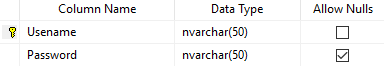 Column Name Data Type Allow Nulls
Usename nvarchar(50)
Password nvarchar(50)